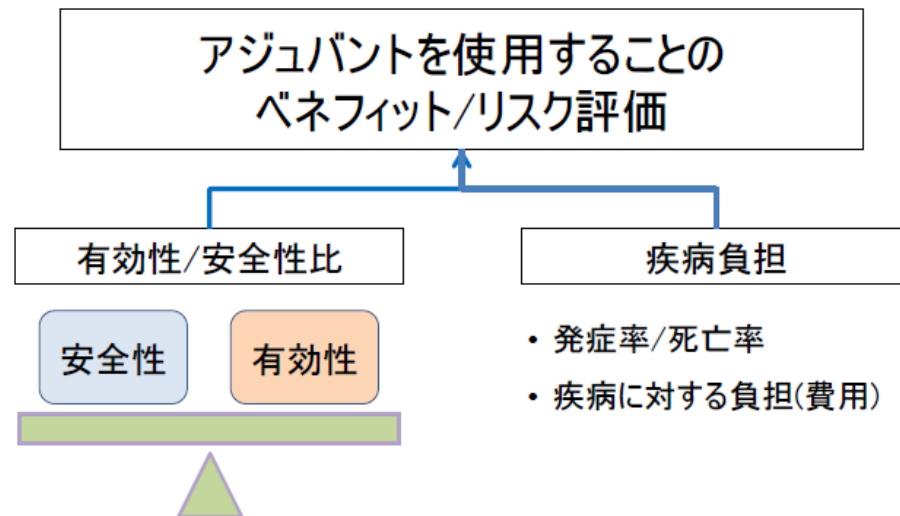 アジュバントを使用することの
ベネフィット/リスク評価
有効性/安全性比
疾病負担
安全性
有効性
• 発症率/死亡率
• 疾病に対する負担(費用)